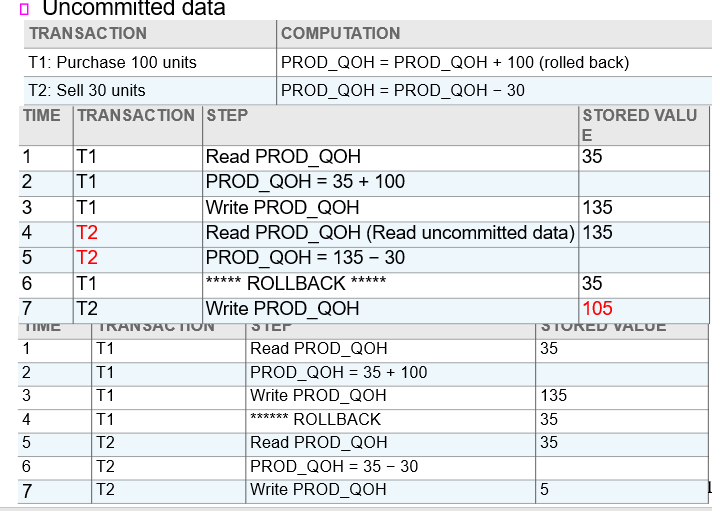 Uncommitted data
TRANSACTION COMPUTATION
T1: Purchase 100 units PROD_QOH = PROD_QOH + 100 (rolled back)
T2: Sell 30 units PROD_QOH = PROD_QOH − 30
TIME TRANSACTION STEP STORED VALU
E
1 T1 Read PROD_QOH 35
2 T1 PROD_QOH = 35 + 100
3 T1 Write PROD_QOH 135
4 T2 Read PROD_QOH (Read uncommitted data) 135
5 T2 PROD_QOH = 135 − 30
6 T1 ***** ROLLBACK ***** 35
7 T2 Write PROD_QOH 105
TIME TRANSACTION STEP STORED VALUE
1 T1 Read PROD_QOH 35
2 T1 PROD_QOH = 35 + 100
3 T1 Write PROD_QOH 135
4 T1 ****** ROLLBACK 35
5 T2 Read PROD_QOH 35
6 T2 PROD_QOH = 35 − 30
7 T2 Write PROD_QOH 5